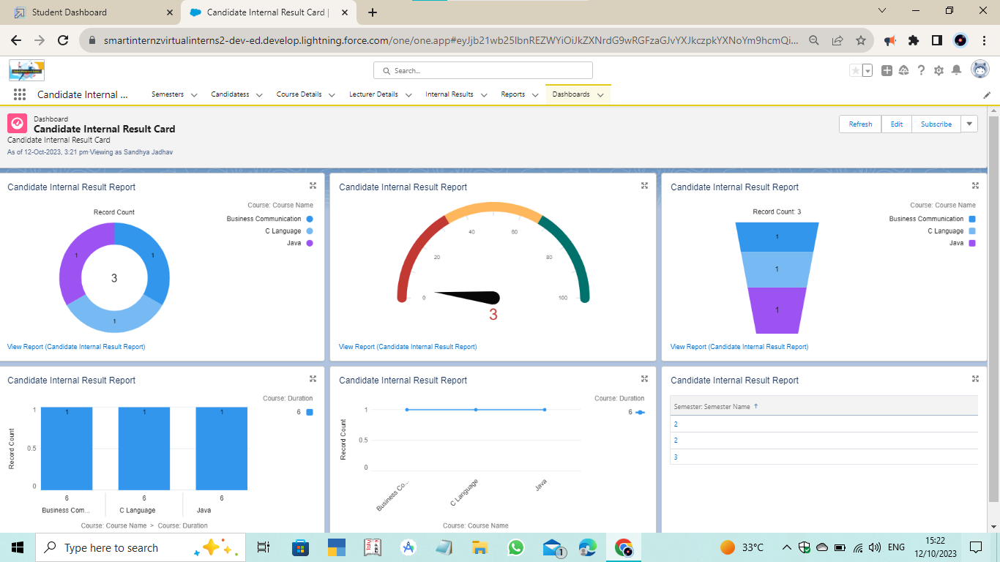 Student Dashboard
Candidate Internal Result Card |
smartinternzvirtualinterns2-dev-ed.develop.lightning.force.com/one/one.app#eyJjb21wb25lbnREZWYiOiJkZXNrdG9wRGFzaGJvYXJkczpkYXNoYm9hcmQi...
Search...
Candidate Internal ...
Semesters
Candidatess
Course Details
Lecturer Details
Internal Results
Reports
Dashboards
Dashboard
Candidate Internal Result Card
Candidate Internal Result Card
As of 12-Oct-2023, 3:21 pm·Viewing as Sandhya Jadhav
Refresh
Edit
Subscribe
Candidate Internal Result Report
Course: Course Name
Record Count
Business Communication
C Language
Java
1
1
3
1
View Report (Candidate Internal Result Report)
Candidate Internal Result Report
0
20
40
60
80
100
3
View Report (Candidate Internal Result Report)
Candidate Internal Result Report
Course: Course Name
Record Count: 3
Business Communication
C Language
Java
1
1
1
View Report (Candidate Internal Result Report)
Candidate Internal Result Report
Course: Duration
6
Record Count
1
0.5
0
1
1
1
6
6
6
Business Com...
C Language
Java
Course: Course Name > Course: Duration
Candidate Internal Result Report
Course: Duration
6
Record Count
1
0.5
0
Business Co...
C Language
Java
Course: Course Name
Candidate Internal Result Report
Semester: Semester Name ↑
2
2
3
Type here to search
1
33°C
ENG
15:22
12/10/2023